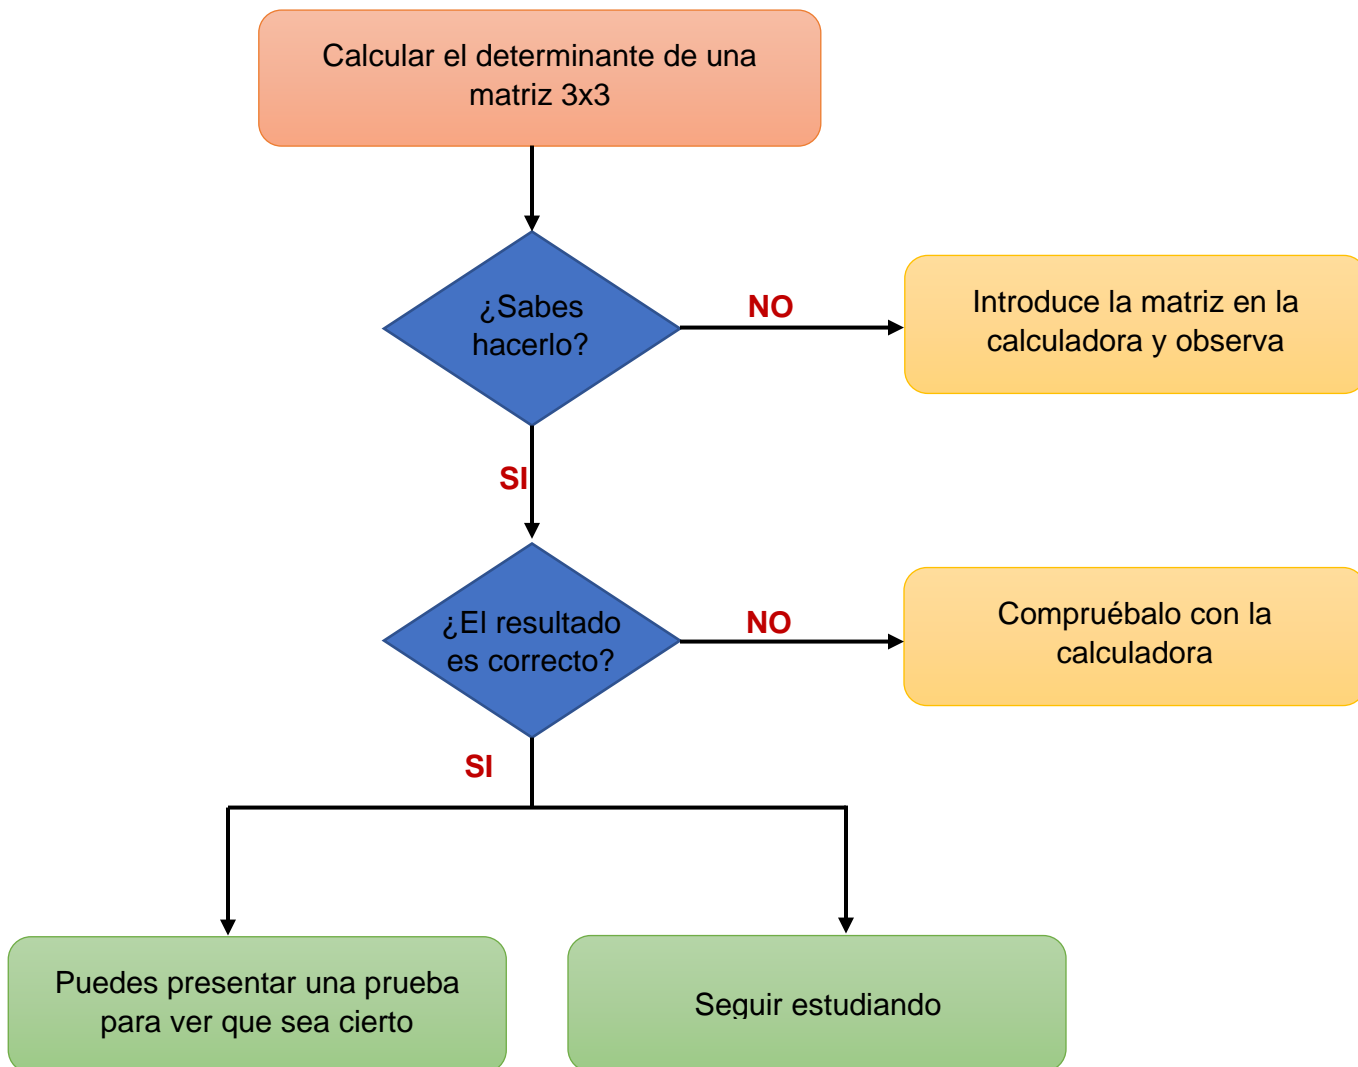 Calcular el determinante de una
matriz 3x3
¿Sabes
hacerlo?
NO
Introduce la matriz en la
calculadora y observa
SI
¿El resultado
es correcto?
NO
Compruébalo con la
calculadora
SI
Puedes presentar una prueba
para ver que sea cierto
Seguir estudiando